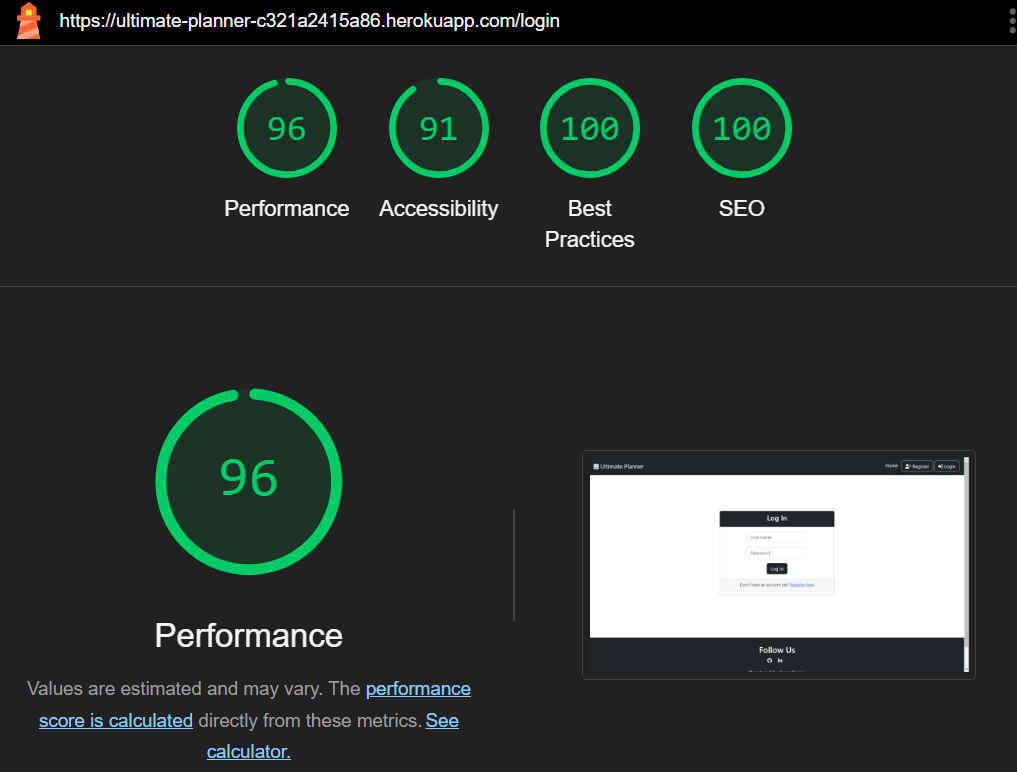 https://ultimate-planner-c321a2415a86.herokuapp.com/login
96
91
100
100
Performance
Accessibility
Best
Practices
SEO
96
Performance
Values are estimated and may vary. The performance
score is calculated directly from these metrics. See
calculator.
Ultimate Planner
Home
Register
Login
Log In
Username
Password
Log In
Don't have an account yet? Register here
Follow Us